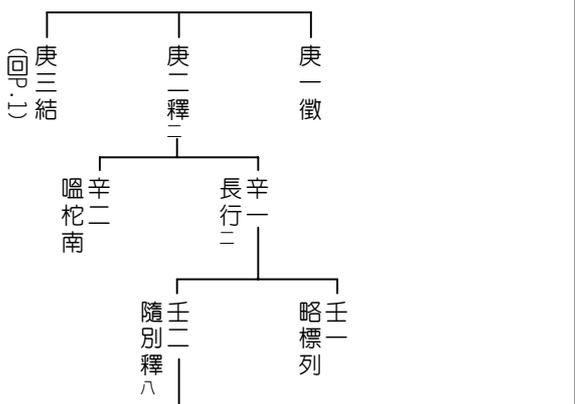 庚一徵
庚二釋二
庚三結
(回P.1)
辛一
長行二
辛二
嗢柁南
壬一
略標列
壬二
隨別釋八